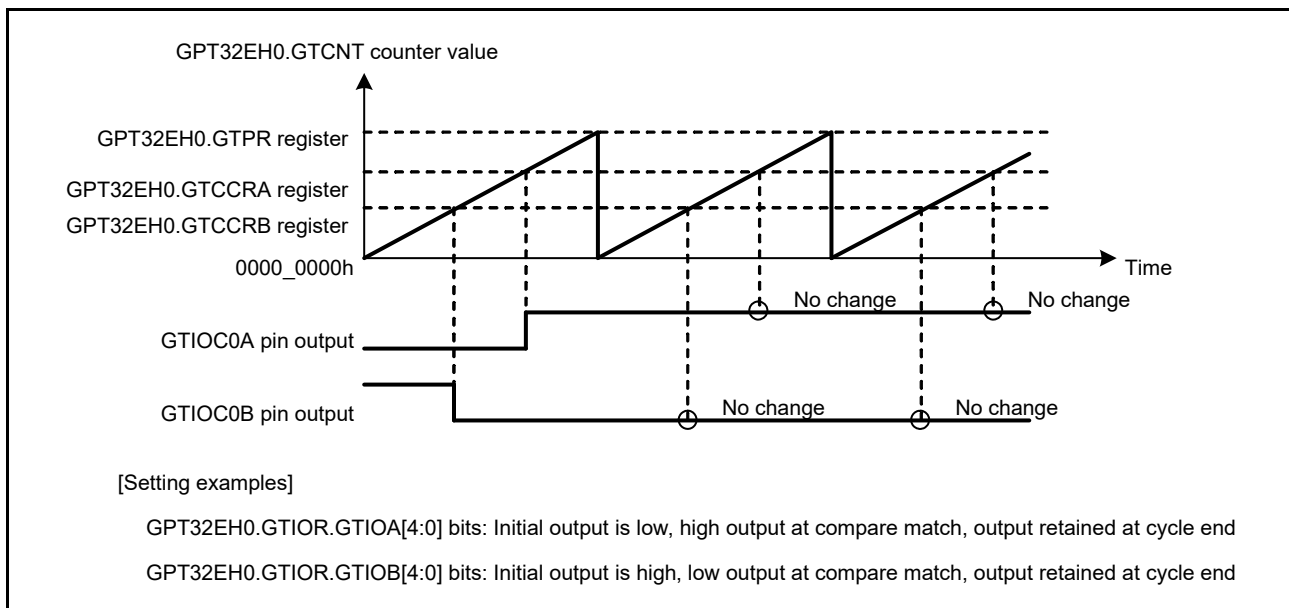 GPT32EH0.GTCNT counter value
GPT32EH0.GTPR register
GPT32EH0.GTCCRA register
GPT32EH0.GTCCRB register
0000_0000h
Time
No change
No change
GTIOC0A pin output
GTIOC0B pin output
No change
No change
[Setting examples]
GPT32EH0.GTIOR.GTIOA[4:0] bits: Initial output is low, high output at compare match, output retained at cycle end
GPT32EH0.GTIOR.GTIOB[4:0] bits: Initial output is high, low output at compare match, output retained at cycle end